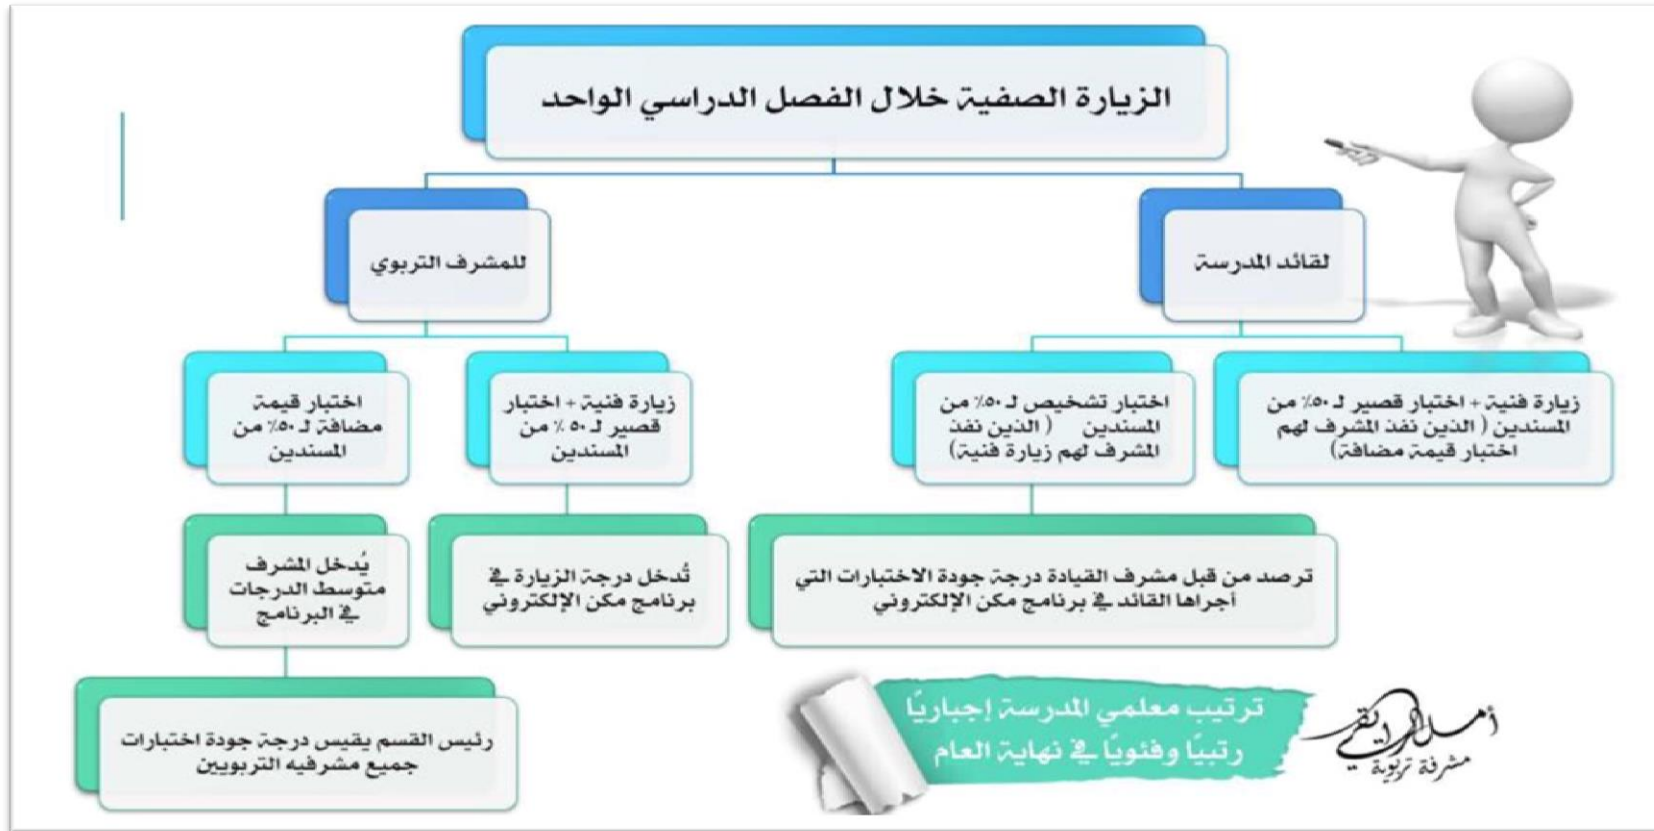 الزيارة الصفية خلال الفصل الدراسي الواحد
لقائد المدرسة
للمشرف التربوي
زيارة فنية + اختبار قصير لـ ٥٠٪ من
المسندين ( الذين نفذ المشرف لهم
اختبار قيمة مضافة)
اختبار تشخيص لـ ٥٠٪ من
المسندين ( الذين نفذ
المشرف لهم زيارة فنية)
زيارة فنية + اختبار
قصير لـ ٥٠ ٪ من
المسندين
اختبار قيمة
مضافة لـ ٥٠٪ من
المسندين
ترصد من قبل مشرف القيادة درجة جودة الاختبارات التي
أجراها القائد في برنامج مكن الإلكتروني
تُدخل درجة الزيارة في
برنامج مكن الإلكتروني
يُدخل المشرف
متوسط الدرجات
في البرنامج
رئيس القسم يقيس درجة جودة اختبارات
جميع مشرفيه التربويين
ترتيب معلمي المدرسة إجباريًا
رتبيًا وفئويًا في نهاية العام
أمل
مشرفة تربوية